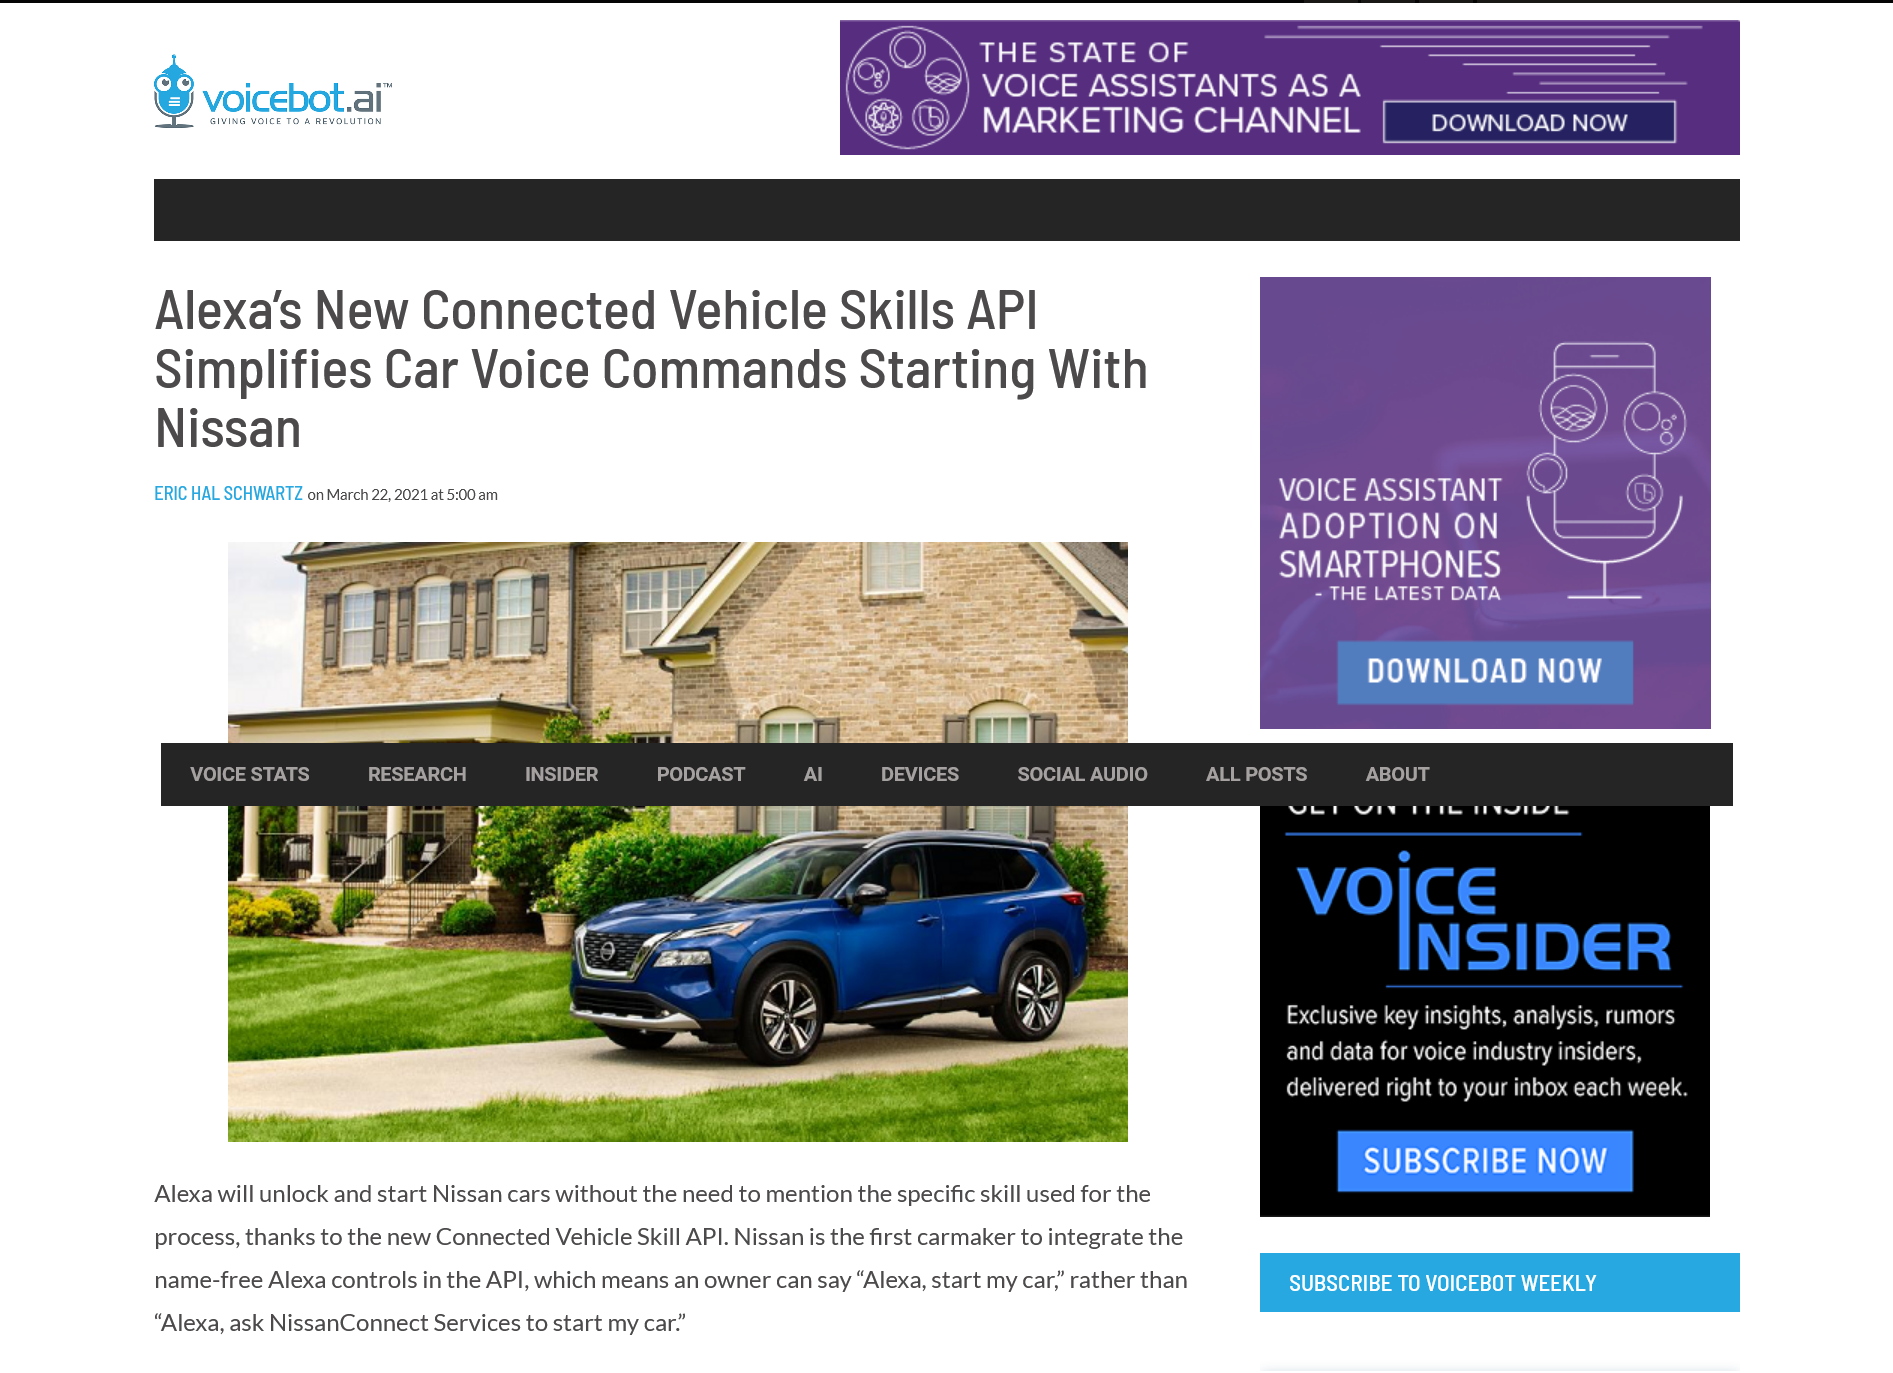 voicebot.ai™
GIVING VOICE TO A REVOLUTION
THE STATE OF
VOICE ASSISTANTS AS A
MARKETING CHANNEL
DOWNLOAD NOW
Alexa’s New Connected Vehicle Skills API
Simplifies Car Voice Commands Starting With
Nissan
ERIC HAL SCHWARTZ on March 22, 2021 at 5:00 am
VOICE ASSISTANT
ADOPTION ON
SMARTPHONES
- THE LATEST DATA
DOWNLOAD NOW
VOICE STATS RESEARCH INSIDER PODCAST AI DEVICES SOCIAL AUDIO ALL POSTS ABOUT
GET ON THE INSIDE
VOICE
INSIDER
Exclusive key insights, analysis, rumors
and data for voice industry insiders,
delivered right to your inbox each week.
SUBSCRIBE NOW
Alexa will unlock and start Nissan cars without the need to mention the specific skill used for the
process, thanks to the new Connected Vehicle Skill API. Nissan is the first carmaker to integrate the
name-free Alexa controls in the API, which means an owner can say “Alexa, start my car,” rather than
“Alexa, ask NissanConnect Services to start my car.”
SUBSCRIBE TO VOICEBOT WEEKLY